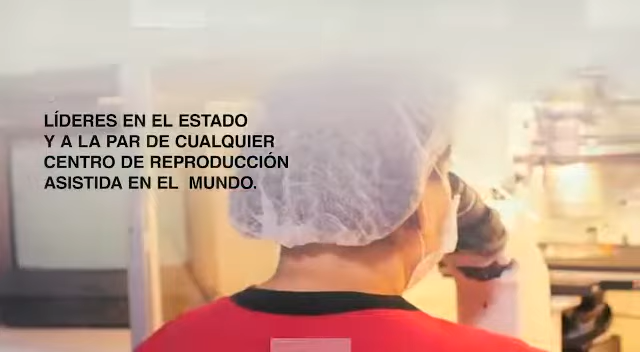 LÍDERES EN EL ESTADO
Y A LA PAR DE CUALQUIER
CENTRO DE REPRODUCCIÓN
ASISTIDA EN EL  MUNDO.